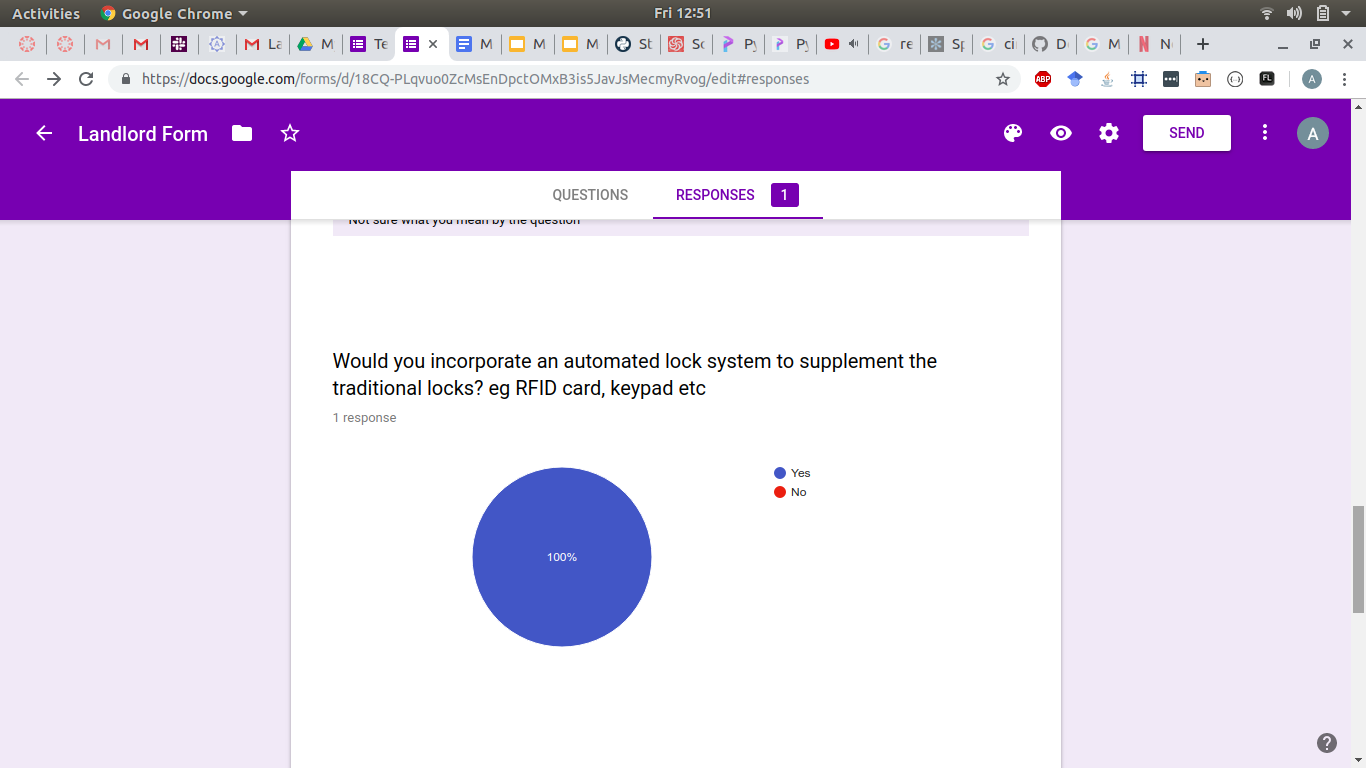 Activities Google Chrome Fri 12:51
La M Te M M M St Sc Py Py re Sp ci D M N
https://docs.google.com/forms/d/18CQ-PLqvuo0ZcMsEnDpctOMxB3is5JavJsMecmyRvog/edit#responses ABP FL A
Landlord Form SEND A
QUESTIONS RESPONSES 1
Not sure what you mean by the question
Would you incorporate an automated lock system to supplement the
traditional locks? eg RFID card, keypad etc
1 response
Yes
No
100%